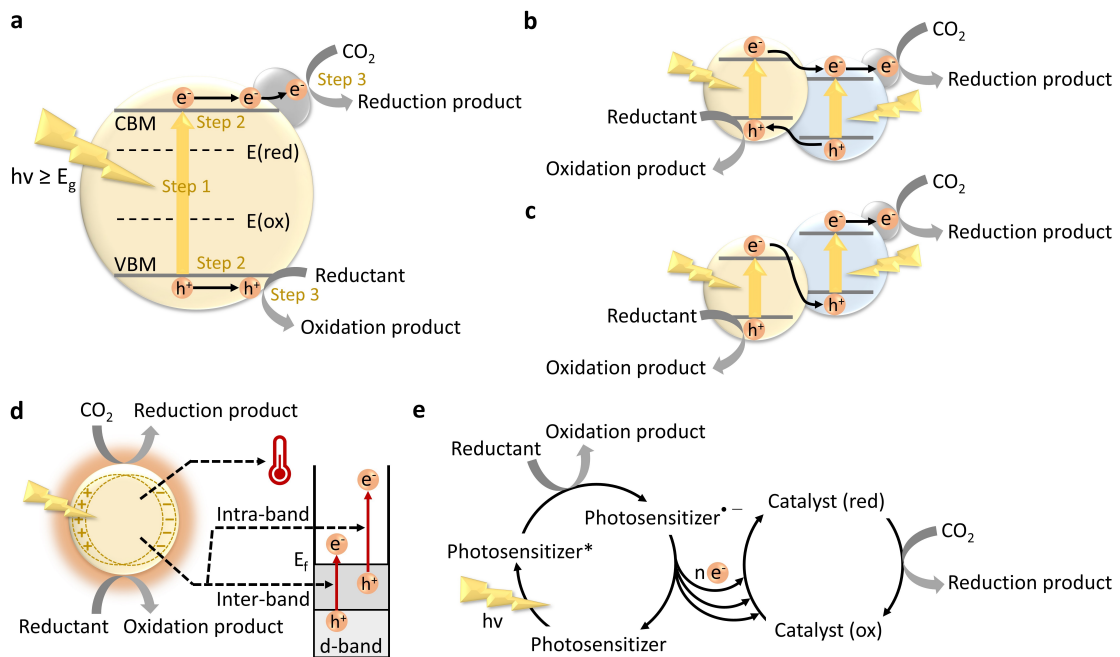 a
CO₂
e⁻ e⁻ e⁻
Step 3
Reduction product
CBM
Step 2
E(red)
hν ≥ E_g
Step 1
E(ox)
VBM
Step 2
Reductant
h⁺ h⁺
Step 3
Oxidation product
b
CO₂
e⁻
e⁻ e⁻
Reduction product
Reductant
h⁺
h⁺
Oxidation product
c
CO₂
e⁻ e⁻
e⁻
Reduction product
h⁺
Reductant
h⁺
Oxidation product
d
CO₂
Reduction product
+ + + +
− − − −
e⁻
Intra-band
e⁻
E_f
h⁺
Inter-band
h⁺
Reductant
Oxidation product
d-band
e
Oxidation product
Reductant
Photosensitizer•−
Catalyst (red)
Photosensitizer*
CO₂
n e⁻
Reduction product
hν
Photosensitizer
Catalyst (ox)